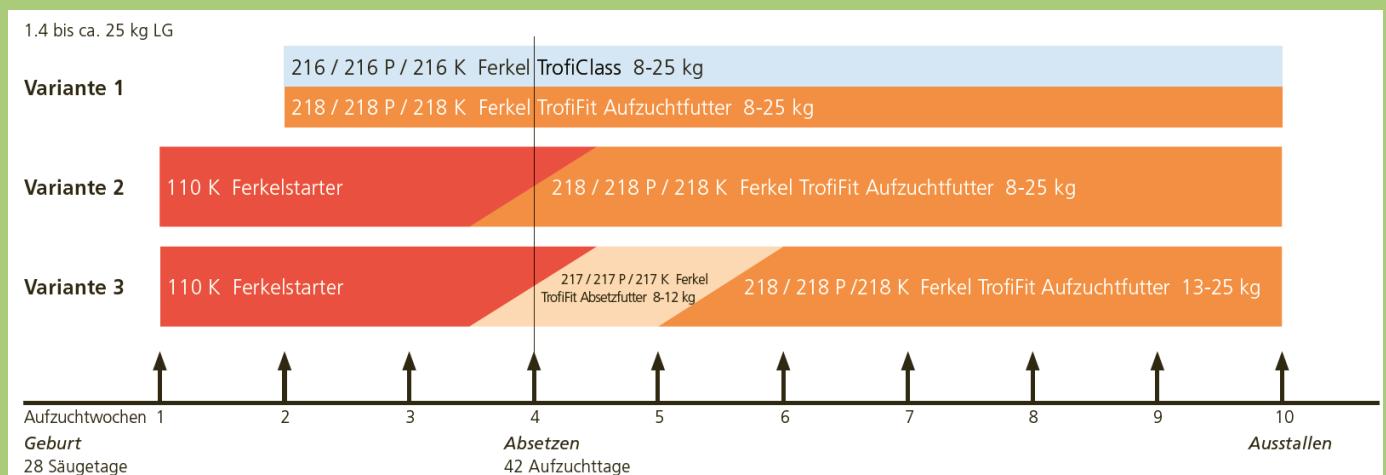 1.4 bis ca. 25 kg LG
Variante 1
216 / 216 P / 216 K Ferkel TrofiClass 8-25 kg
218 / 218 P / 218 K Ferkel TrofiFit Aufzuchtfutter 8-25 kg
Variante 2
110 K Ferkelstarter
218 / 218 P / 218 K Ferkel TrofiFit Aufzuchtfutter 8-25 kg
Variante 3
110 K Ferkelstarter
217 / 217 P / 217 K Ferkel
TrofiFit Absetzfutter 8-12 kg
218 / 218 P /218 K Ferkel TrofiFit Aufzuchtfutter 13-25 kg
Aufzuchtwochen 1 2 3 4 5 6 7 8 9 10
Geburt Absetzen Ausstallen
28 Säugetage 42 Aufzuchttage